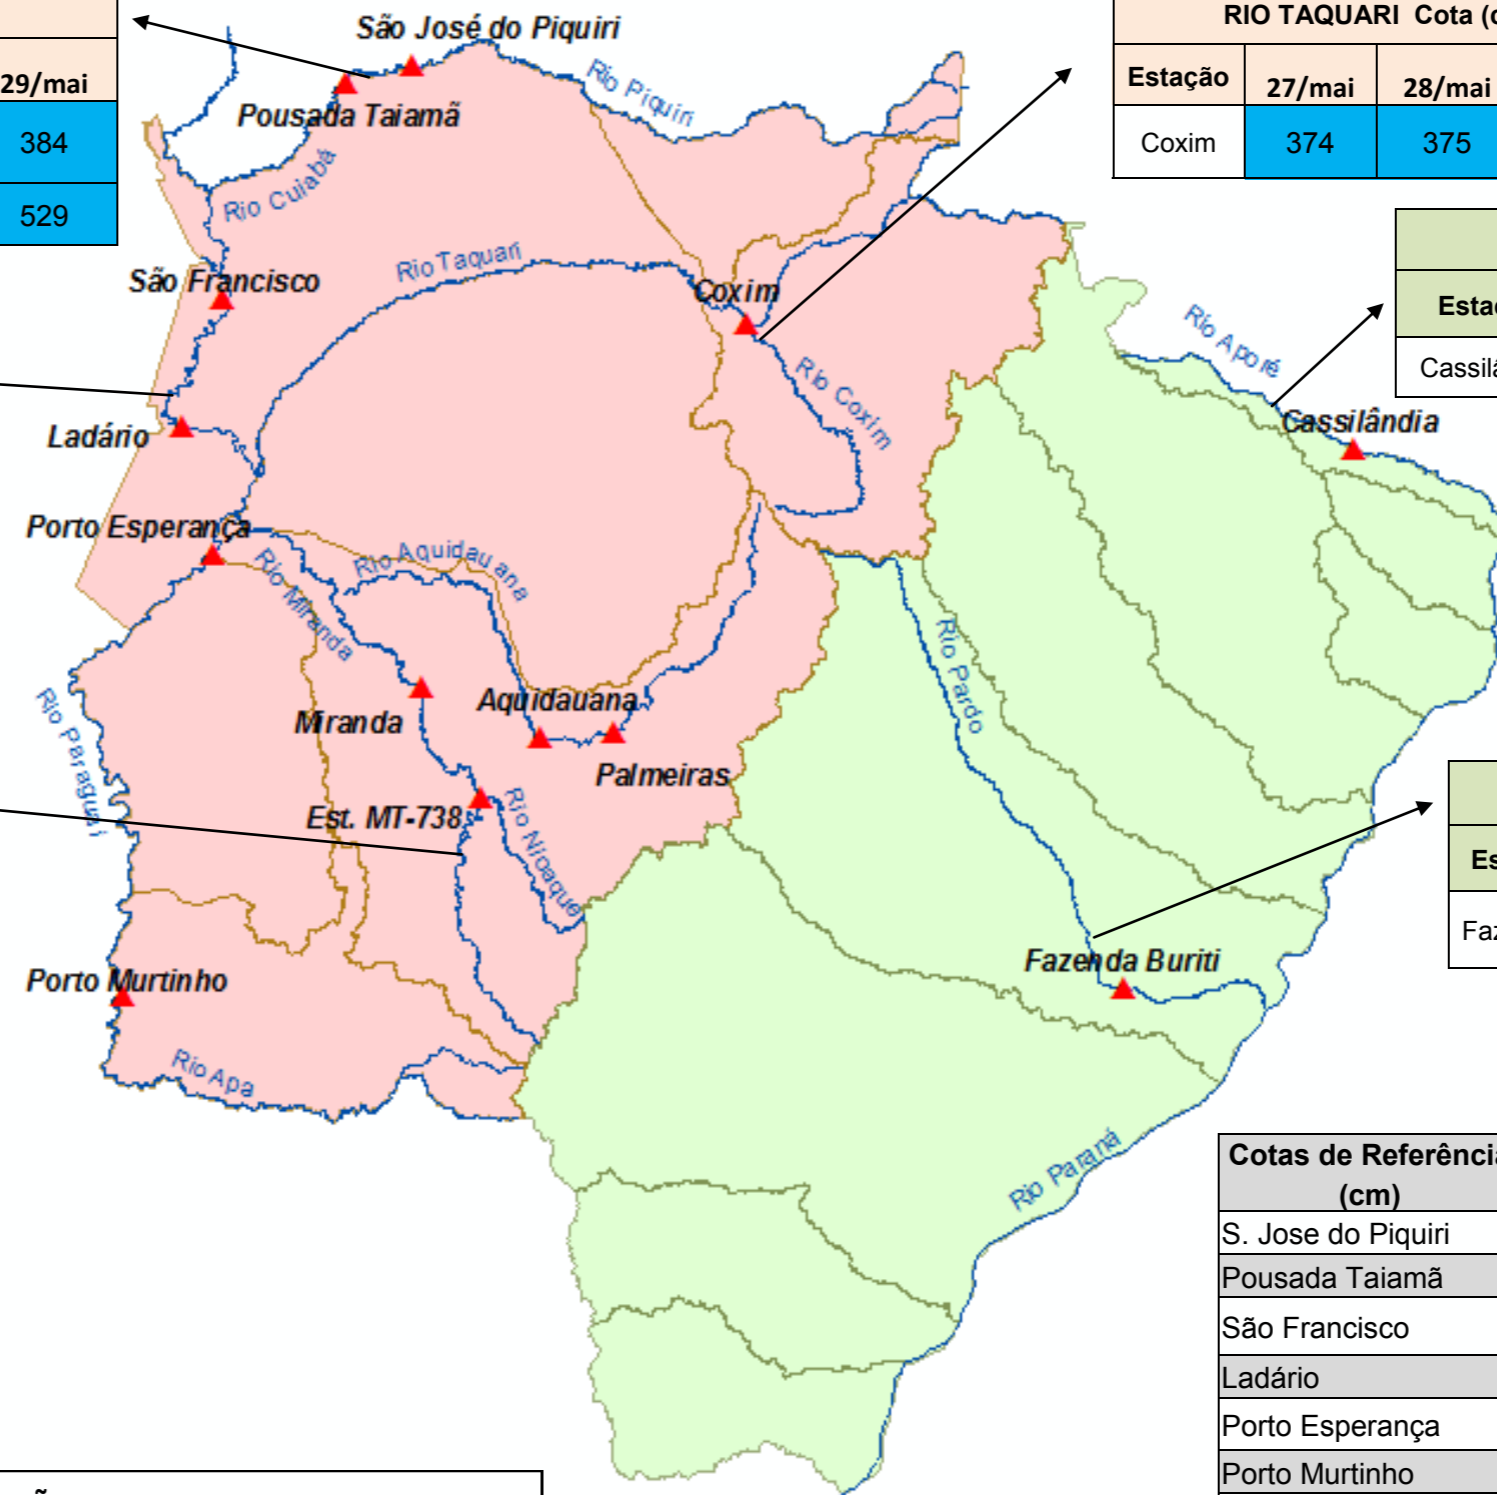 29/mai
384
529
São José do Piquiri
Pousada Taiamã
Rio Piquiri
Rio Cuiabá
RIO TAQUARI Cota (c
Estação 27/mai 28/mai
Coxim 374 375
São Francisco
Rio Taquari
Coxim
Rio Coxim
Rio Aporé
Cassilândia
Ladário
Porto Esperança
Rio Miranda
Rio Aquidauana
Rio Pardo
Rio Paraguai
Miranda
Aquidauana
Palmeiras
Est. MT-738
Rio Nioaque
Fazenda Buriti
Porto Murtinho
Rio Apa
Rio Paraná
Cotas de Referência
(cm)
S. Jose do Piquiri
Pousada Taiamã
São Francisco
Ladário
Porto Esperança
Porto Murtinho